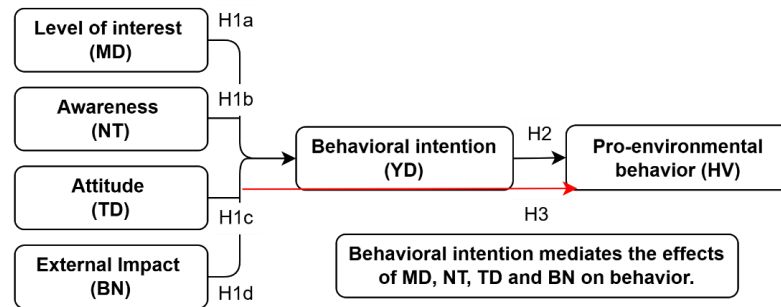 H1a
Level of interest
(MD)
H1b
Awareness
(NT)
Behavioral intention
(YD)
H2
Pro-environmental
behavior (HV)
Attitude
(TD)
H1c
H3
External Impact
(BN)
H1d
Behavioral intention mediates the effects
of MD, NT, TD and BN on behavior.